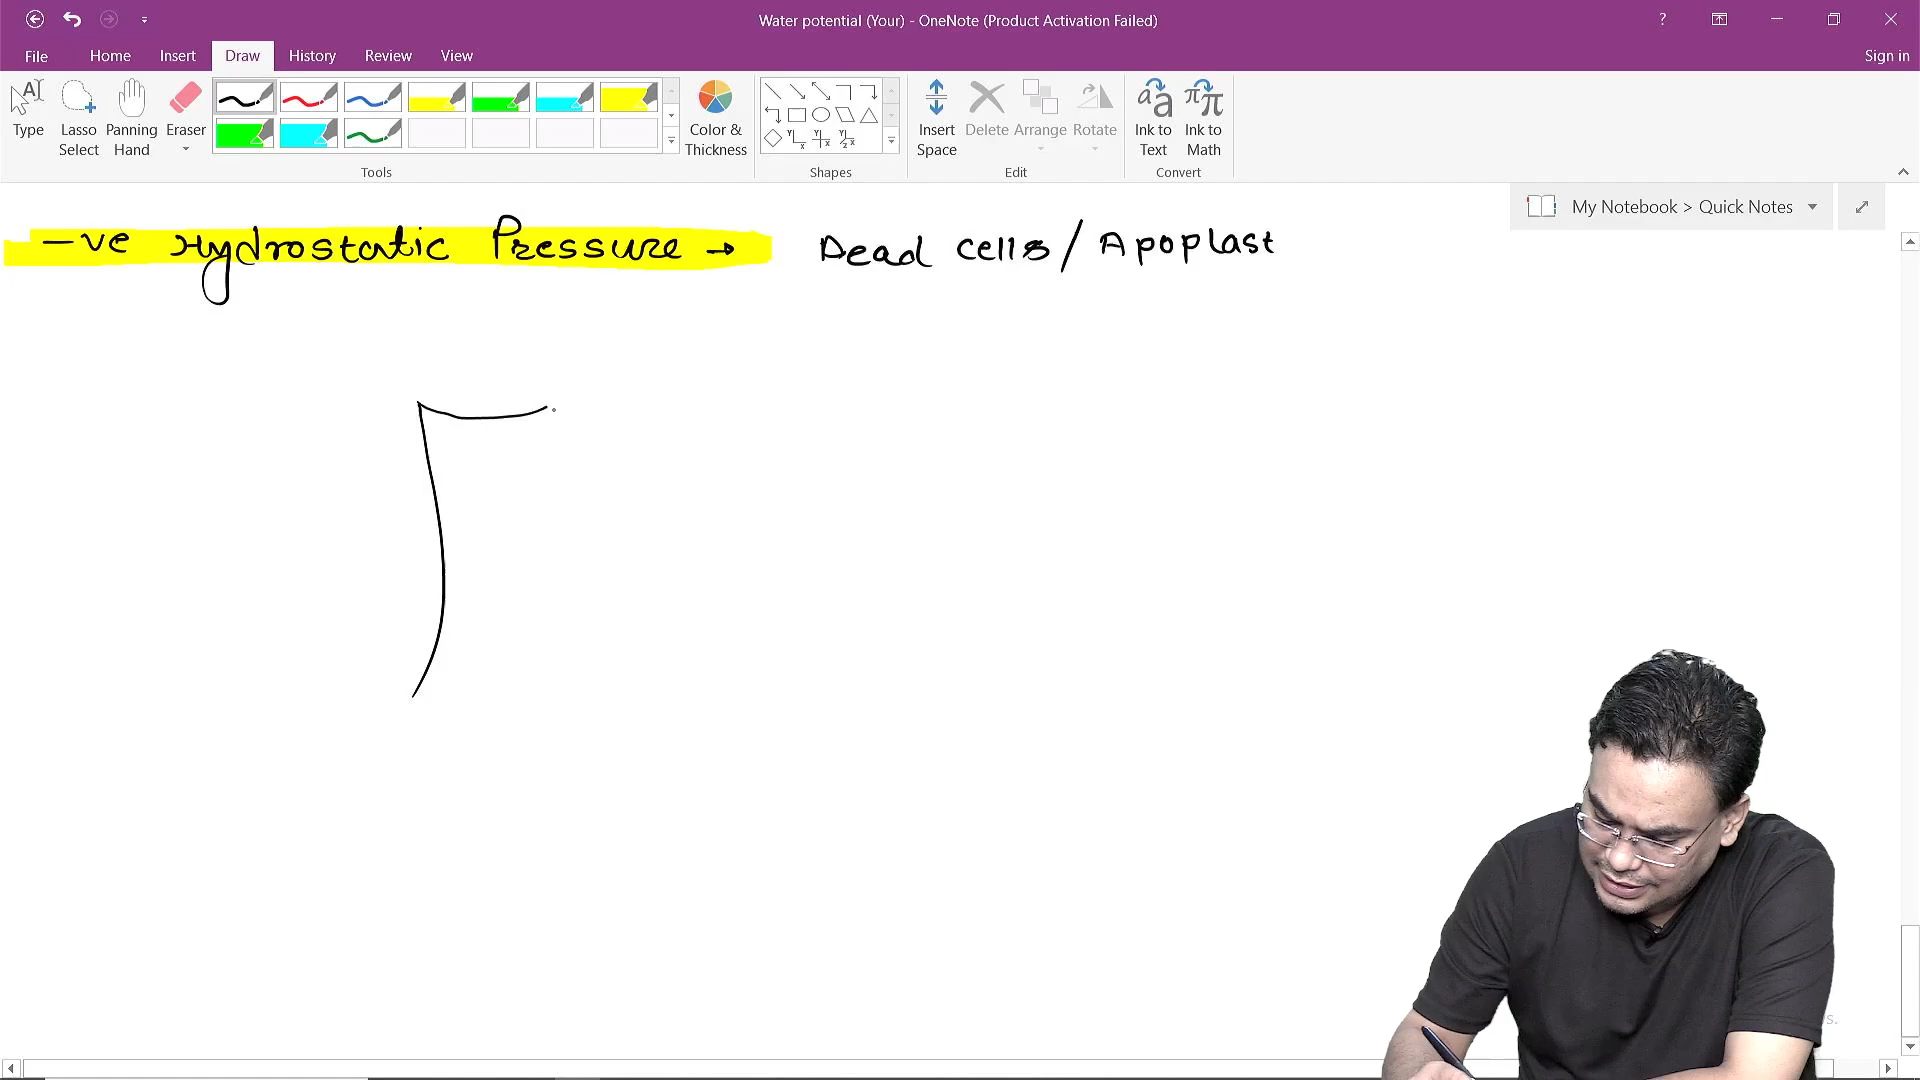 Water potential (Your) - OneNote (Product Activation Failed)
?
File Home Insert Draw History Review View Sign in
Type
Lasso Select
Panning Hand
Eraser
Color & Thickness
Insert Space
Delete
Arrange
Rotate
Ink to Text
Ink to Math
Tools Shapes Edit Convert
My Notebook > Quick Notes
-ve Hydrostatic Pressure → Dead cells / Apoplast